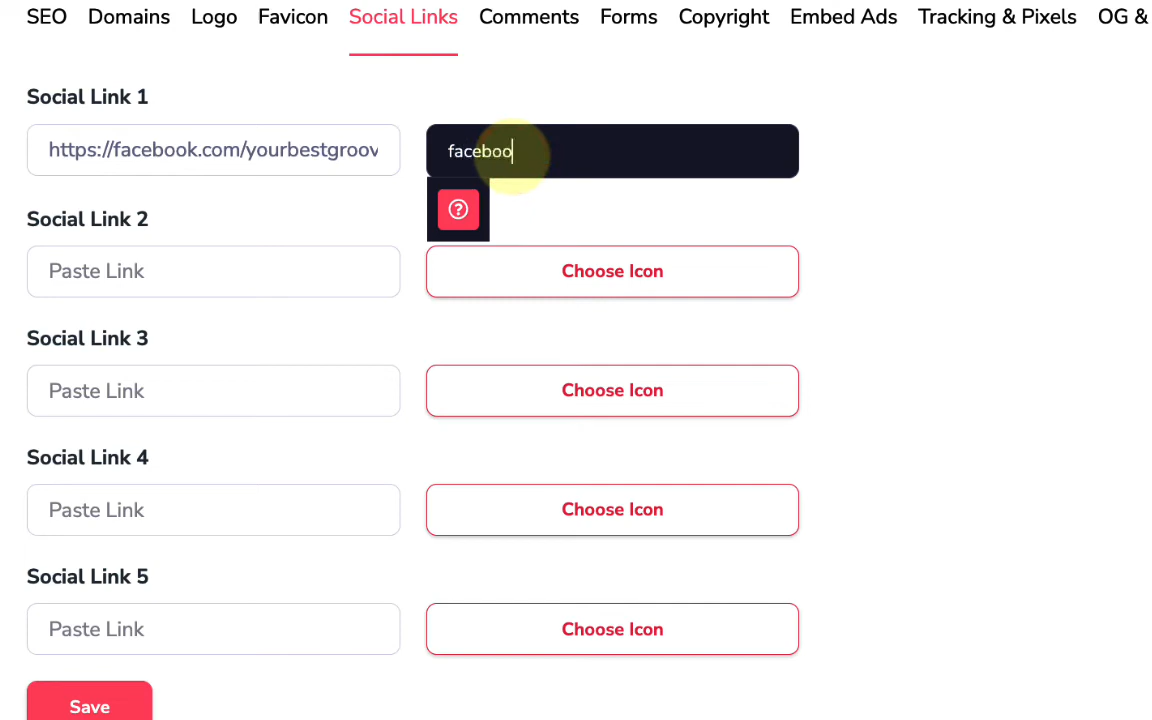 SEO Domains Logo Favicon Social Links Comments Forms Copyright Embed Ads Tracking & Pixels OG &
Social Link 1
https://facebook.com/yourbestgroov
faceboo
Social Link 2
Paste Link
Choose Icon
Social Link 3
Paste Link
Choose Icon
Social Link 4
Paste Link
Choose Icon
Social Link 5
Paste Link
Choose Icon
Save